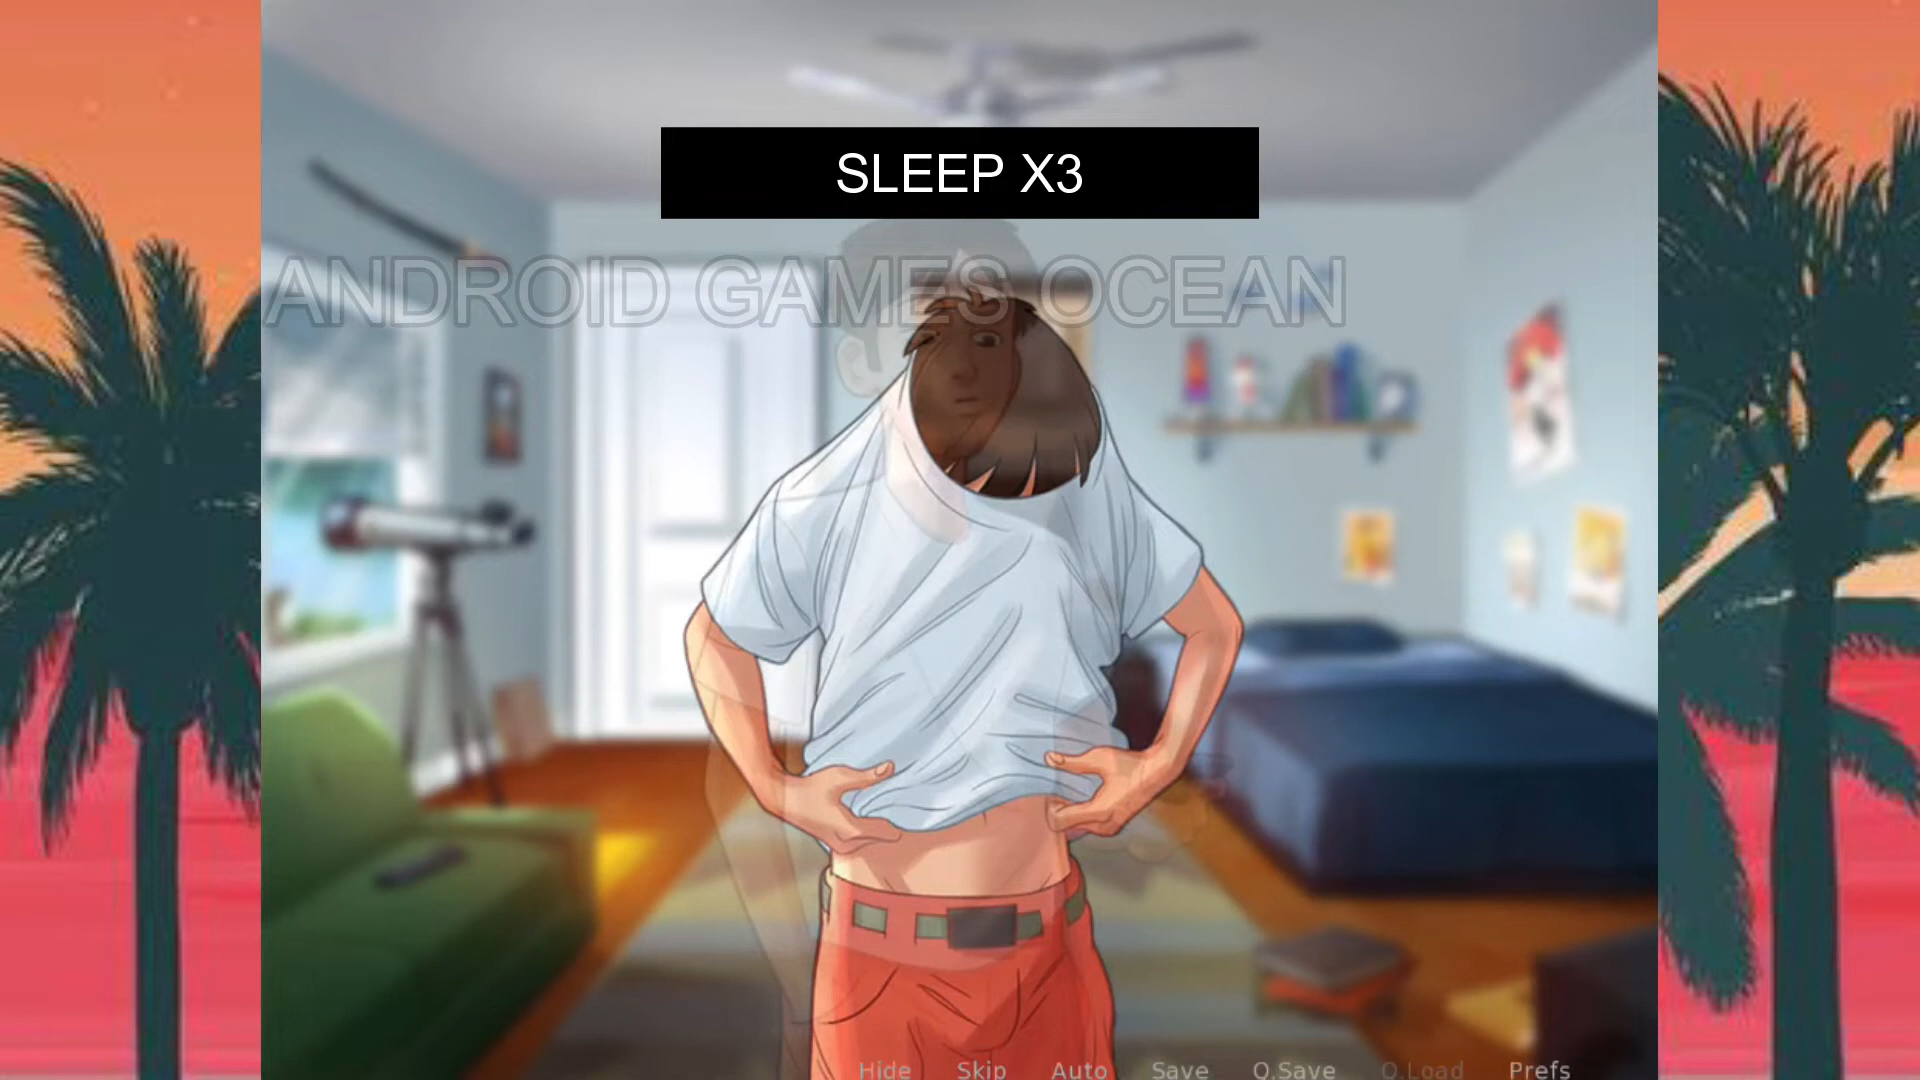 SLEEP X3
ANDROID GAMES OCEAN
Hide Skip Auto Save Q.Save Q.Load Prefs